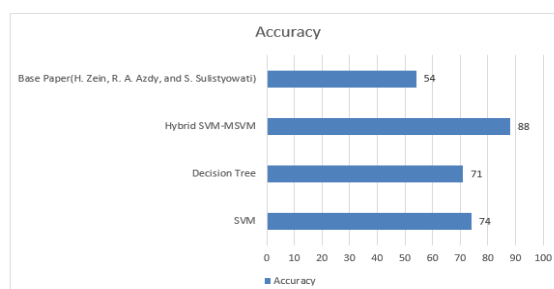 Accuracy
Base Paper(H. Zein, R. A. Azdy, and S. Sulistyowati)
54
Hybrid SVM-MSVM
88
Decision Tree
71
SVM
74
0 10 20 30 40 50 60 70 80 90 100
Accuracy